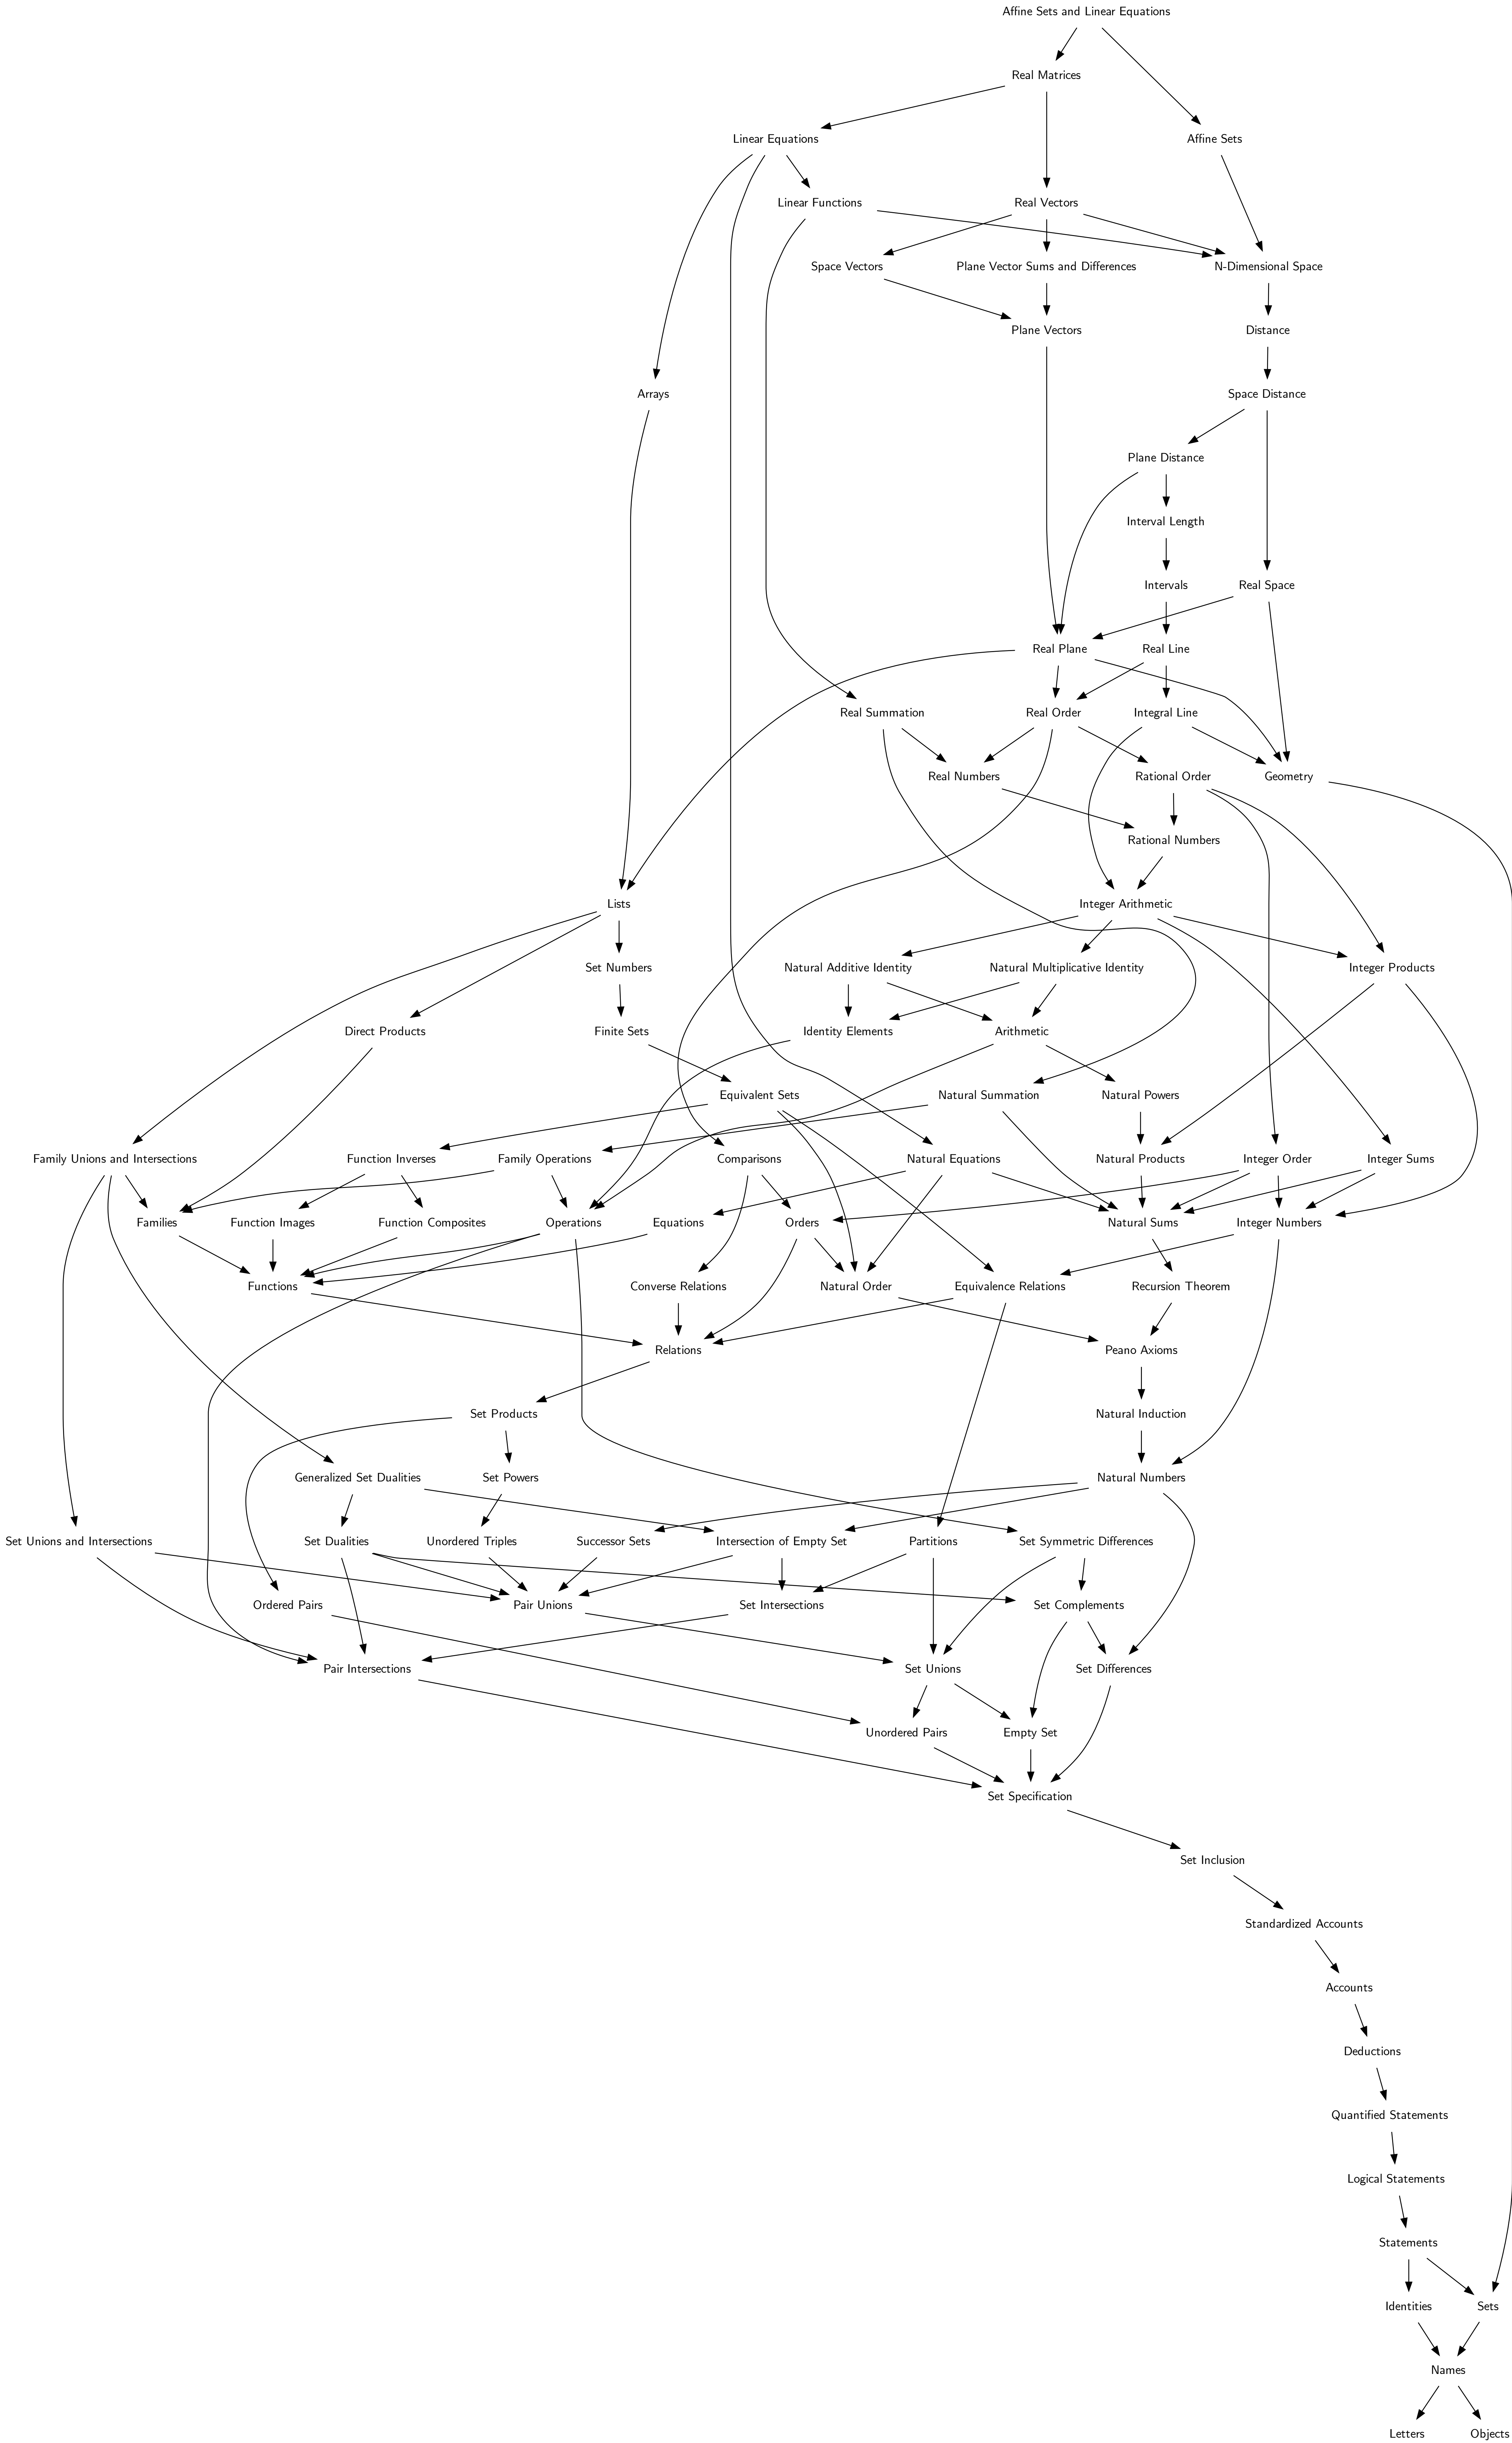 Affine Sets and Linear Equations
Real Matrices
Linear Equations
Affine Sets
Linear Functions
Real Vectors
Space Vectors
Plane Vector Sums and Differences
N-Dimensional Space
Plane Vectors
Distance
Arrays
Space Distance
Plane Distance
Interval Length
Intervals
Real Space
Real Plane
Real Line
Real Summation
Real Order
Integral Line
Real Numbers
Rational Order
Geometry
Rational Numbers
Lists
Integer Arithmetic
Set Numbers
Natural Additive Identity
Natural Multiplicative Identity
Integer Products
Direct Products
Finite Sets
Identity Elements
Arithmetic
Equivalent Sets
Natural Summation
Natural Powers
Family Unions and Intersections
Function Inverses
Family Operations
Comparisons
Natural Equations
Natural Products
Integer Order
Integer Sums
Families
Function Images
Function Composites
Operations
Equations
Orders
Natural Sums
Integer Numbers
Functions
Converse Relations
Natural Order
Equivalence Relations
Recursion Theorem
Relations
Peano Axioms
Set Products
Natural Induction
Generalized Set Dualities
Set Powers
Natural Numbers
Set Unions and Intersections
Set Dualities
Unordered Triples
Successor Sets
Intersection of Empty Set
Partitions
Set Symmetric Differences
Ordered Pairs
Pair Unions
Set Intersections
Set Complements
Pair Intersections
Set Unions
Set Differences
Unordered Pairs
Empty Set
Set Specification
Set Inclusion
Standardized Accounts
Accounts
Deductions
Quantified Statements
Logical Statements
Statements
Identities
Sets
Names
Letters
Objects